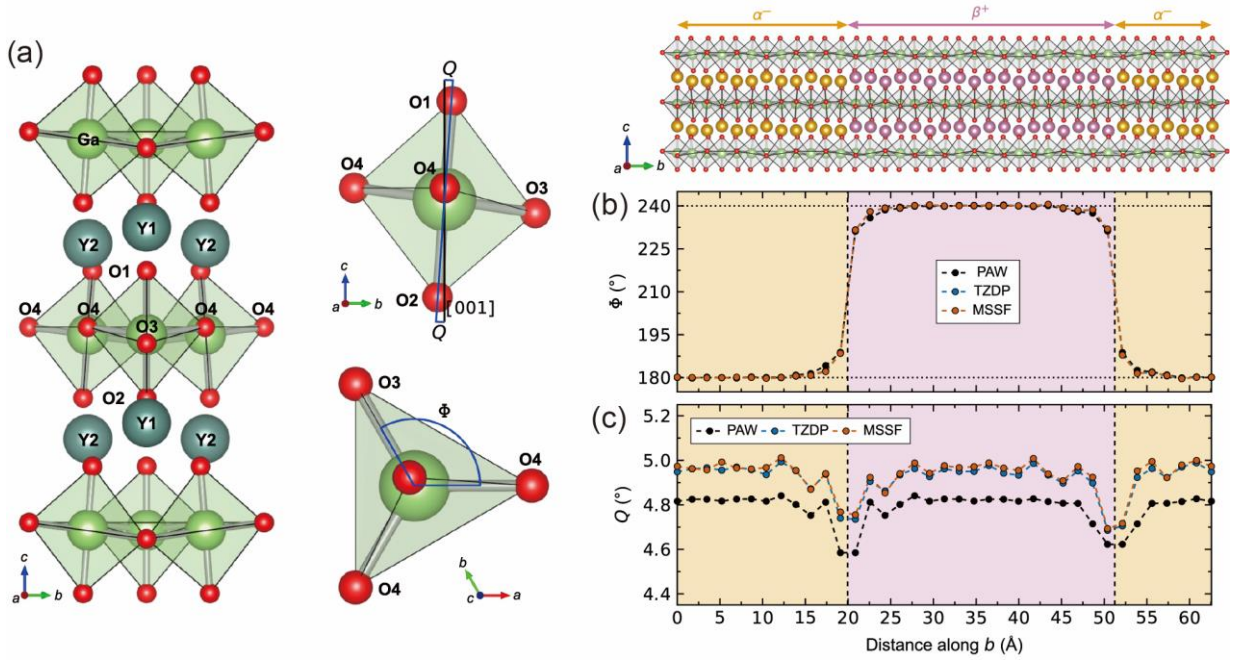 (a)
Ga
Y1
Y2
Y2
O1
O4
O4
O4
O4
O3
O2
Y1
Y2
Y2
c
a
b
Q
O1
O4
O4
O3
O2
[001]
Q
c
a
b
O3
Φ
O4
O4
b
c
a
α⁻
β⁺
α⁻
c
a
b
(b)
240
225
210
195
180
Φ (°)
PAW
TZDP
MSSF
(c)
5.2
5.0
4.8
4.6
4.4
Q (°)
PAW TZDP MSSF
0 5 10 15 20 25 30 35 40 45 50 55 60
Distance along b (Å)